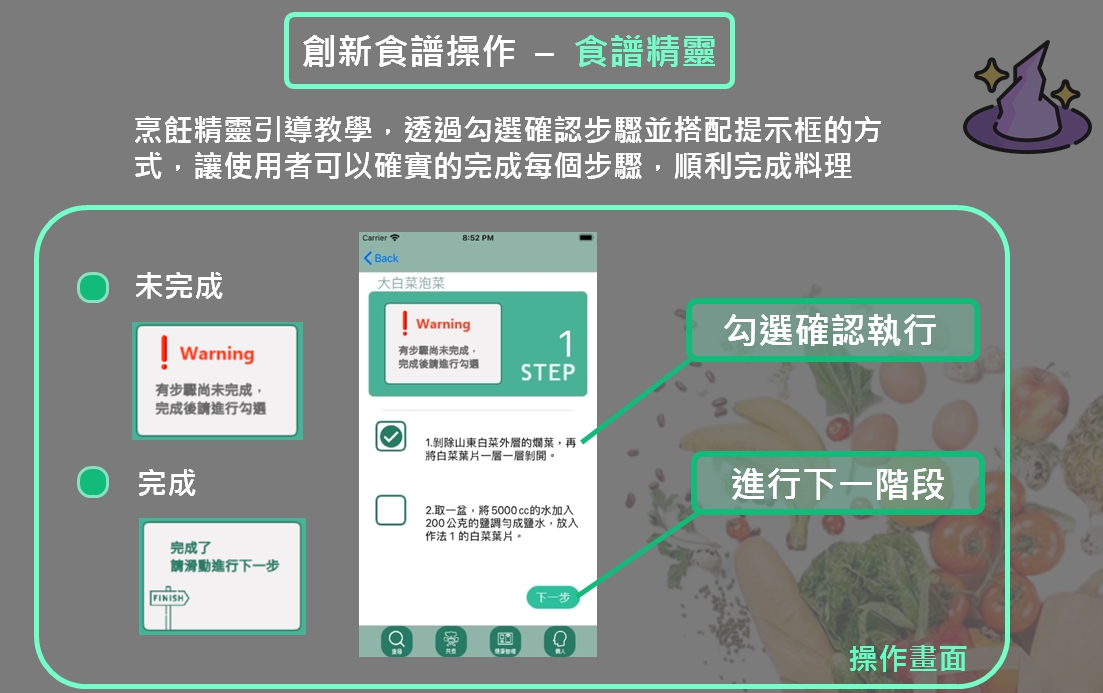 創新食譜操作 – 食譜精靈
烹飪精靈引導教學，透過勾選確認步驟並搭配提示框的方
式，讓使用者可以確實的完成每個步驟，順利完成料理
未完成
Warning
有步驟尚未完成，
完成後請進行勾選
完成
完成了
請滑動進行下一步
FINISH
Carrier
8:52 PM
Back
大白菜泡菜
Warning
有步驟尚未完成，
完成後請進行勾選
1
STEP
1.剝除山東白菜外層的爛葉，再
將白菜葉片一層一層剝開。
2.取一盆，將5000cc的水加入
200公克的鹽調勻成鹽水，放入
作法1的白菜葉片。
下一步
搜尋
個人
勾選確認執行
進行下一階段
操作畫面